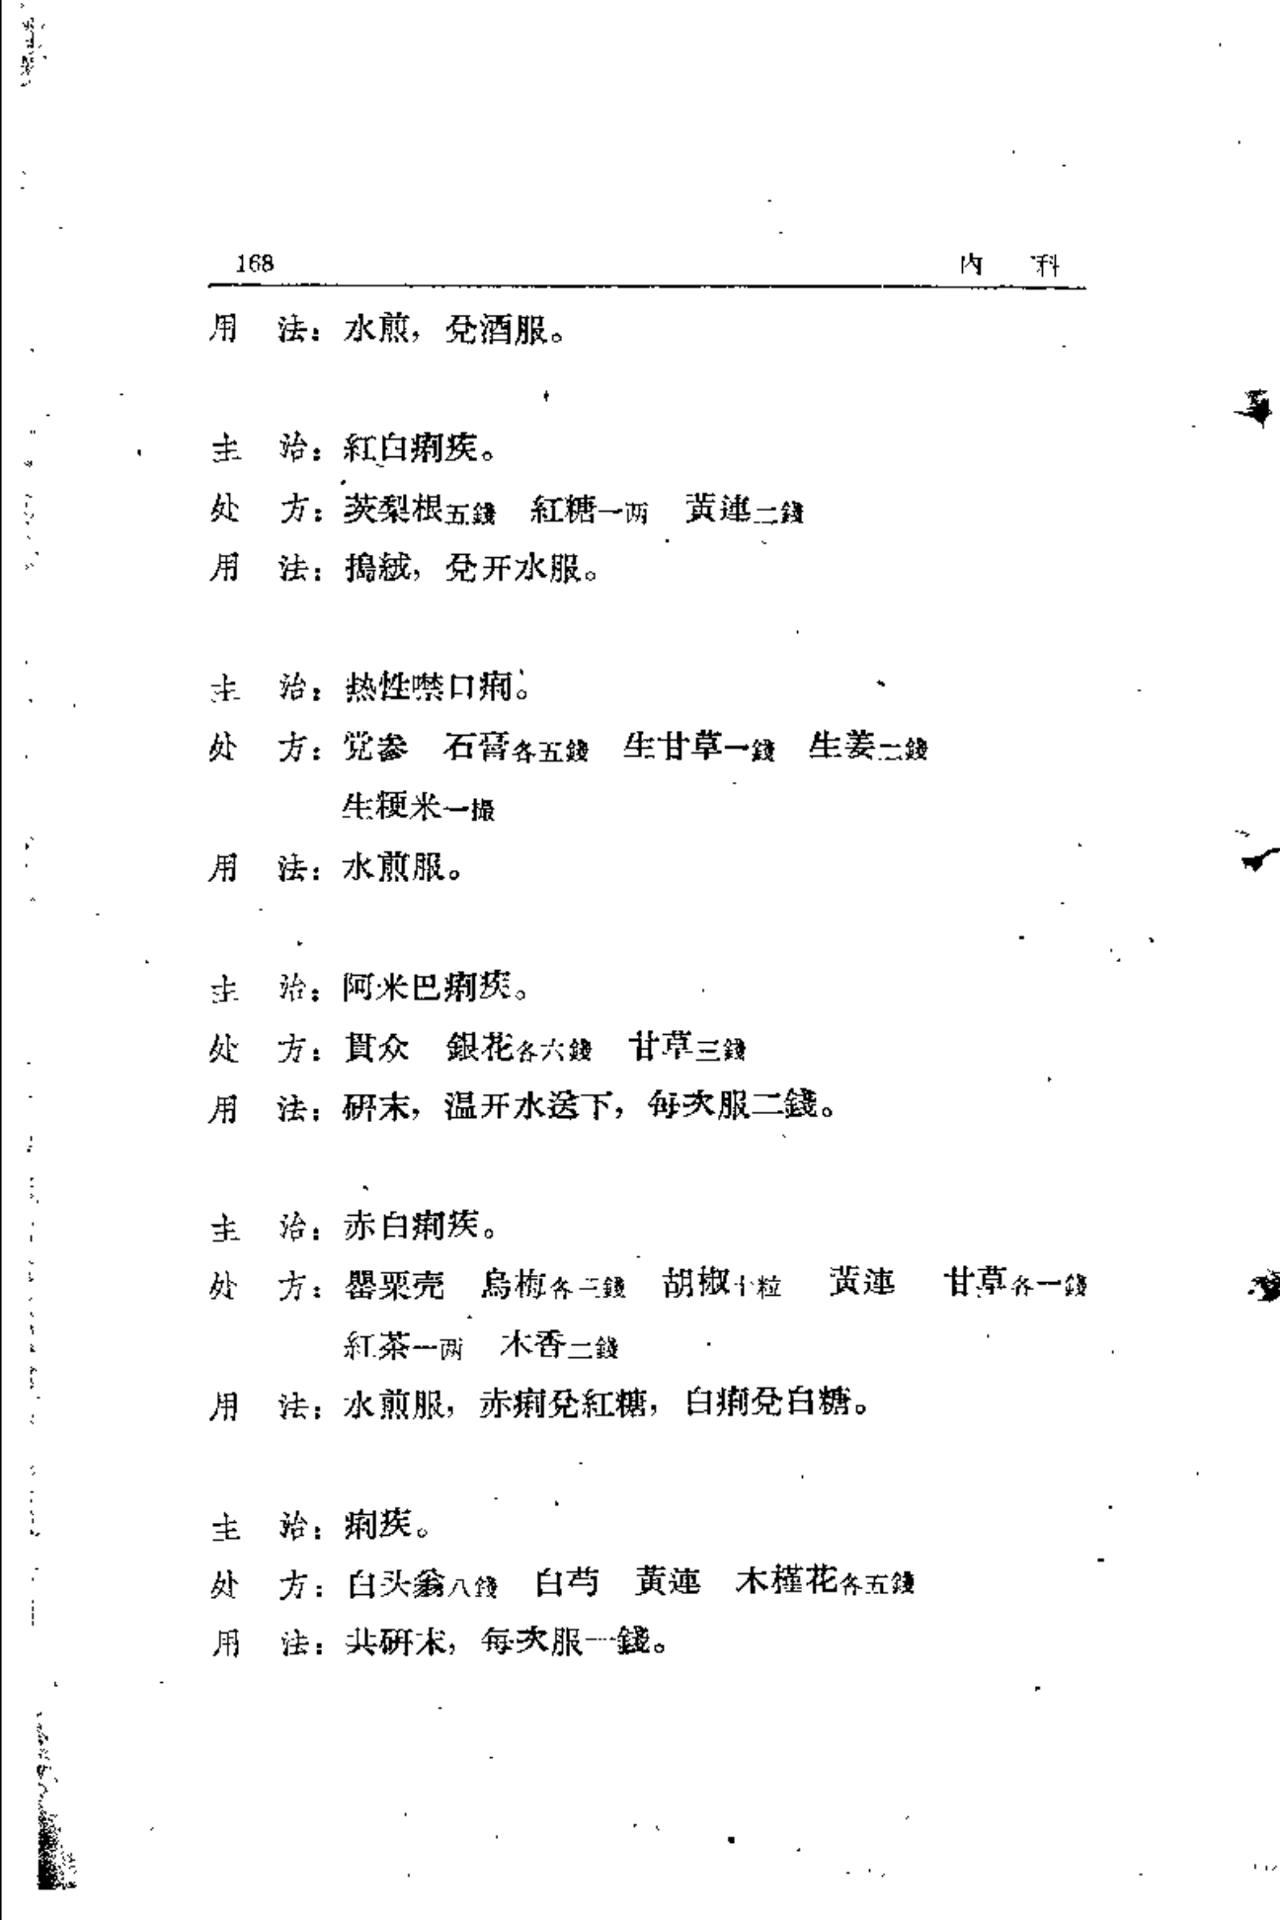 168 內 科
用 法：水煎，兌酒服。
主 治：紅白痢疾。
处 方：茨梨根五錢 紅糖一两 黃連二錢
用 法：搗絨，兌开水服。
主 治：热性噤口痢。
处 方：党参 石膏各五錢 生甘草一錢 生姜二錢
生粳米一撮
用 法：水煎服。
主 治：阿米巴痢疾。
处 方：貫众 銀花各六錢 甘草三錢
用 法：研末，温开水送下，每次服二錢。
主 治：赤白痢疾。
处 方：罂粟壳 烏梅各二錢 胡椒十粒 黃連 甘草各一錢
紅茶一两 木香二錢
用 法：水煎服，赤痢兌紅糖，白痢兌白糖。
主 治：痢疾。
处 方：白头翁八錢 白芍 黃連 木槿花各五錢
用 法：共研末，每次服一錢。